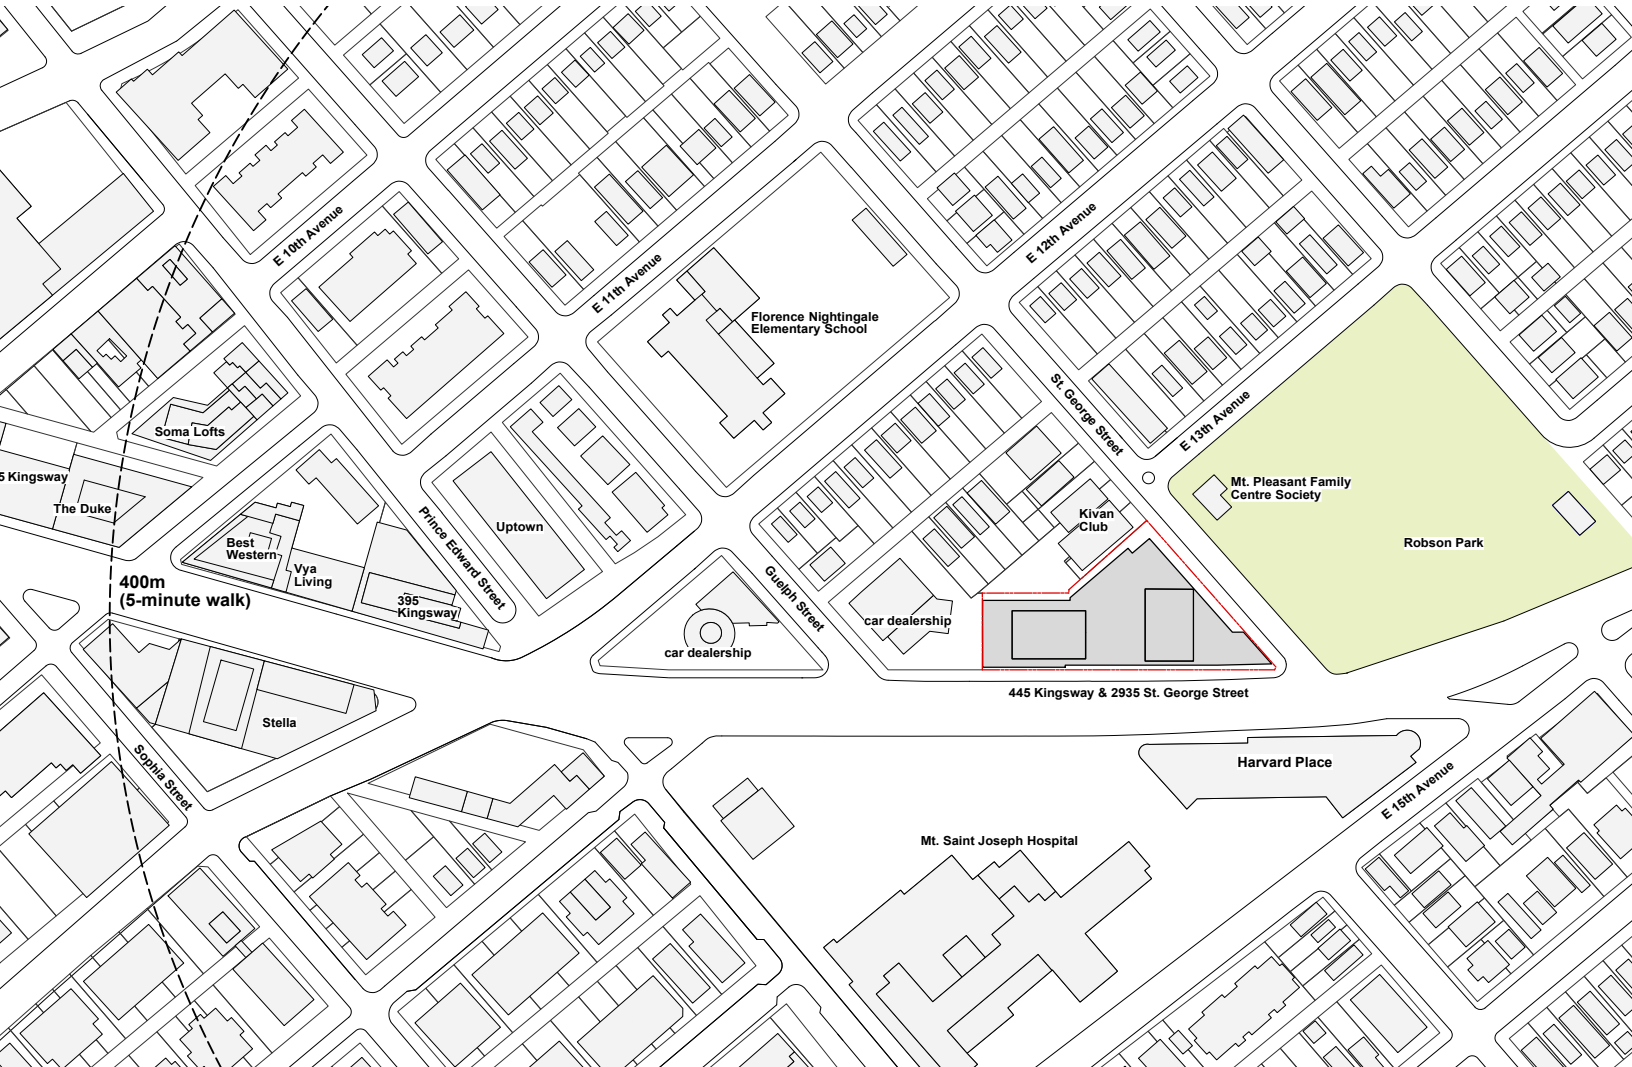 E 10th Avenue
E 11th Avenue
E 12th Avenue
Florence Nightingale
Elementary School
St. George Street
E 13th Avenue
Soma Lofts
5 Kingsway
The Duke
Mt. Pleasant Family
Centre Society
Kivan
Club
Prince Edward Street
Uptown
Best
Western
Robson Park
Vya
Living
400m
(5-minute walk)
395
Kingsway
Guelph Street
car dealership
car dealership
445 Kingsway & 2935 St. George Street
Stella
Sophia Street
Harvard Place
E 15th Avenue
Mt. Saint Joseph Hospital